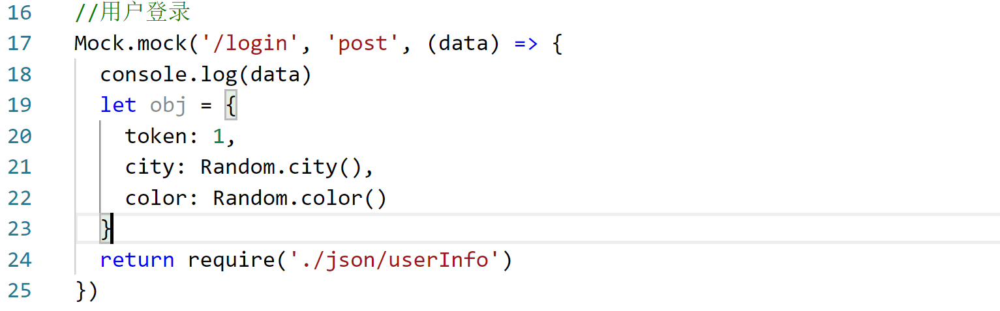 16 //用户登录
17 Mock.mock('/login', 'post', (data) => {
18 console.log(data)
19 let obj = {
20 token: 1,
21 city: Random.city(),
22 color: Random.color()
23 }
24 return require('./json/userInfo')
25 })